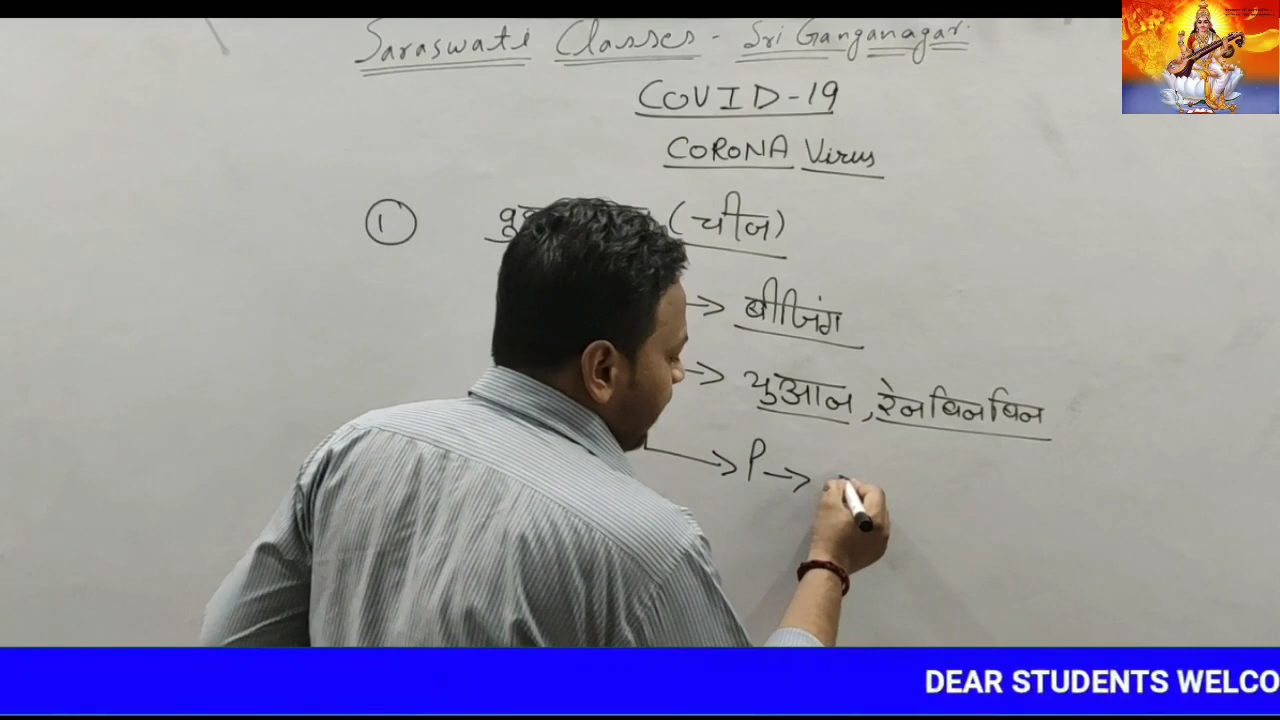 Saraswati Classes - Sri Ganganagar
COVID-19
CORONA Virus
① (चीन)
→ बीजिंग
→ युआन, रेनबिनबिन
→ P →
DEAR STUDENTS WELCO